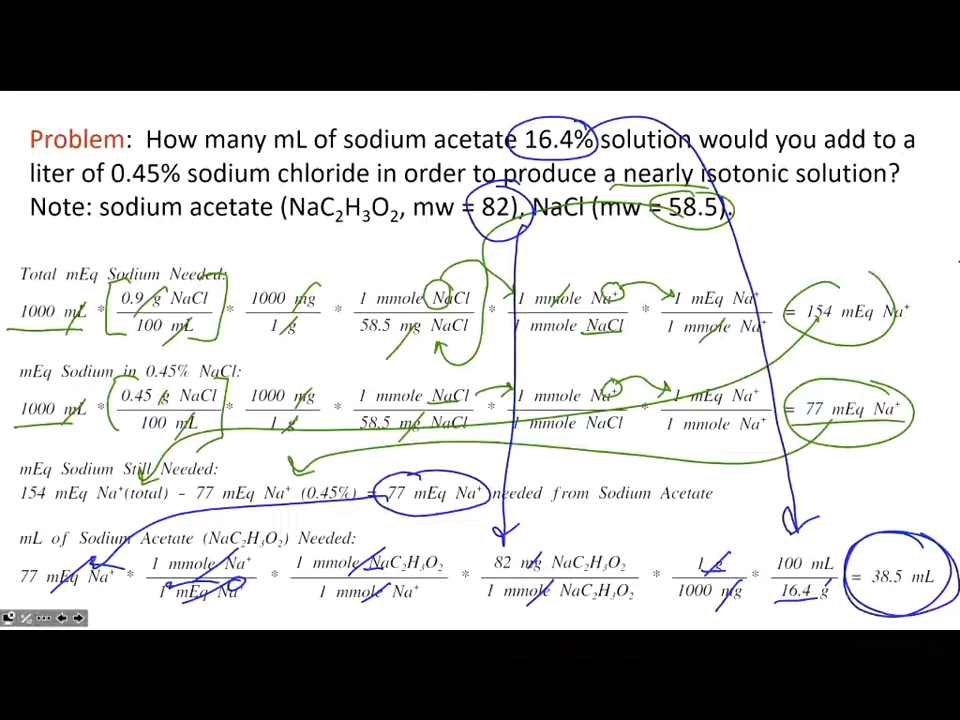 Problem: How many mL of sodium acetate 16.4% solution would you add to a
liter of 0.45% sodium chloride in order to produce a nearly isotonic solution?
Note: sodium acetate (NaC₂H₃O₂, mw = 82), NaCl (mw = 58.5).
Total mEq Sodium Needed:
1000 mL * 0.9 g NaCl / 100 mL * 1000 mg / 1 g * 1 mmole NaCl / 58.5 mg NaCl * 1 mmole Na⁺ / 1 mmole NaCl * 1 mEq Na⁺ / 1 mmole Na⁺ = 154 mEq Na⁺
mEq Sodium in 0.45% NaCl:
1000 mL * 0.45 g NaCl / 100 mL * 1000 mg / 1 g * 1 mmole NaCl / 58.5 mg NaCl * 1 mmole Na⁺ / 1 mmole NaCl * 1 mEq Na⁺ / 1 mmole Na⁺ = 77 mEq Na⁺
mEq Sodium Still Needed:
154 mEq Na⁺(total) – 77 mEq Na⁺ (0.45%) = 77 mEq Na⁺ needed from Sodium Acetate
mL of Sodium Acetate (NaC₂H₃O₂) Needed:
77 mEq Na⁺ * 1 mmole Na⁺ / 1 mEq Na⁺ * 1 mmole NaC₂H₃O₂ / 1 mmole Na⁺ * 82 mg NaC₂H₃O₂ / 1 mmole NaC₂H₃O₂ * 1 g / 1000 mg * 100 mL / 16.4 g = 38.5 mL